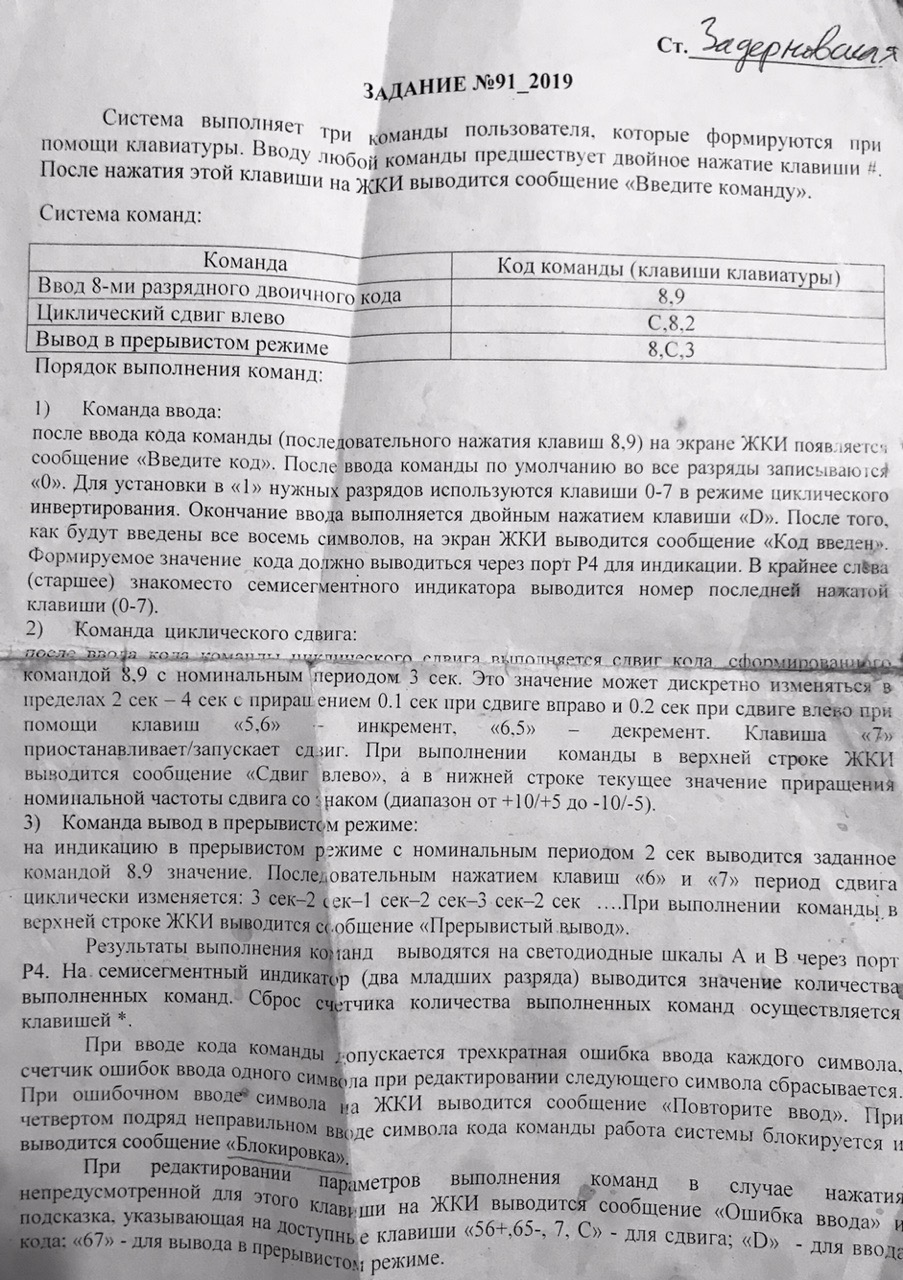 Ст. Задерновская
ЗАДАНИЕ №91_2019
Система выполняет три команды пользователя, которые формируются при
помощи клавиатуры. Вводу любой команды предшествует двойное нажатие клавиши #.
После нажатия этой клавиши на ЖКИ выводится сообщение «Введите команду».
Система команд:
Команда Код команды (клавиши клавиатуры)
Ввод 8-ми разрядного двоичного кода 8,9
Циклический сдвиг влево С,8,2
Вывод в прерывистом режиме 8,С,3
Порядок выполнения команд:
1) Команда ввода:
после ввода кода команды (последовательного нажатия клавиш 8,9) на экране ЖКИ появляется
сообщение «Введите код». После ввода команды по умолчанию во все разряды записываются
«0». Для установки в «1» нужных разрядов используются клавиши 0-7 в режиме циклического
инвертирования. Окончание ввода выполняется двойным нажатием клавиши «D». После того,
как будут введены все восемь символов, на экран ЖКИ выводится сообщение «Код введен».
Формируемое значение кода должно выводиться через порт Р4 для индикации. В крайнее слева
(старшее) знакоместо семисегментного индикатора выводится номер последней нажатой
клавиши (0-7).
2) Команда циклического сдвига:
после ввода кода команды циклического сдвига выполняется сдвиг кода, сформированного
командой 8,9 с номинальным периодом 3 сек. Это значение может дискретно изменяться в
пределах 2 сек – 4 сек с приращением 0.1 сек при сдвиге вправо и 0.2 сек при сдвиге влево при
помощи клавиш «5,6» - инкремент, «6,5» – декремент. Клавиша «7»
приостанавливает/запускает сдвиг. При выполнении команды в верхней строке ЖКИ
выводится сообщение «Сдвиг влево», а в нижней строке текущее значение приращения
номинальной частоты сдвига со знаком (диапазон от +10/+5 до -10/-5).
3) Команда вывод в прерывистом режиме:
на индикацию в прерывистом режиме с номинальным периодом 2 сек выводится заданное
командой 8,9 значение. Последовательным нажатием клавиш «6» и «7» период сдвига
циклически изменяется: 3 сек–2 сек–1 сек–2 сек–3 сек–2 сек ….При выполнении команды в
верхней строке ЖКИ выводится сообщение «Прерывистый вывод».
Результаты выполнения команд выводятся на светодиодные шкалы А и В через порт
Р4. На семисегментный индикатор (два младших разряда) выводится значение количества
выполненных команд. Сброс счетчика количества выполненных команд осуществляется
клавишей *.
При вводе кода команды допускается трехкратная ошибка ввода каждого символа,
счетчик ошибок ввода одного символа при редактировании следующего символа сбрасывается.
При ошибочном вводе символа на ЖКИ выводится сообщение «Повторите ввод». При
четвертом подряд неправильном вводе символа кода команды работа системы блокируется и
выводится сообщение «Блокировка».
При редактировании параметров выполнения команд в случае нажатия
непредусмотренной для этого клавиши на ЖКИ выводится сообщение «Ошибка ввода» и
подсказка, указывающая на доступные клавиши «56+,65-, 7, С» - для сдвига; «D» - для ввода
кода; «67» - для вывода в прерывистом режиме.